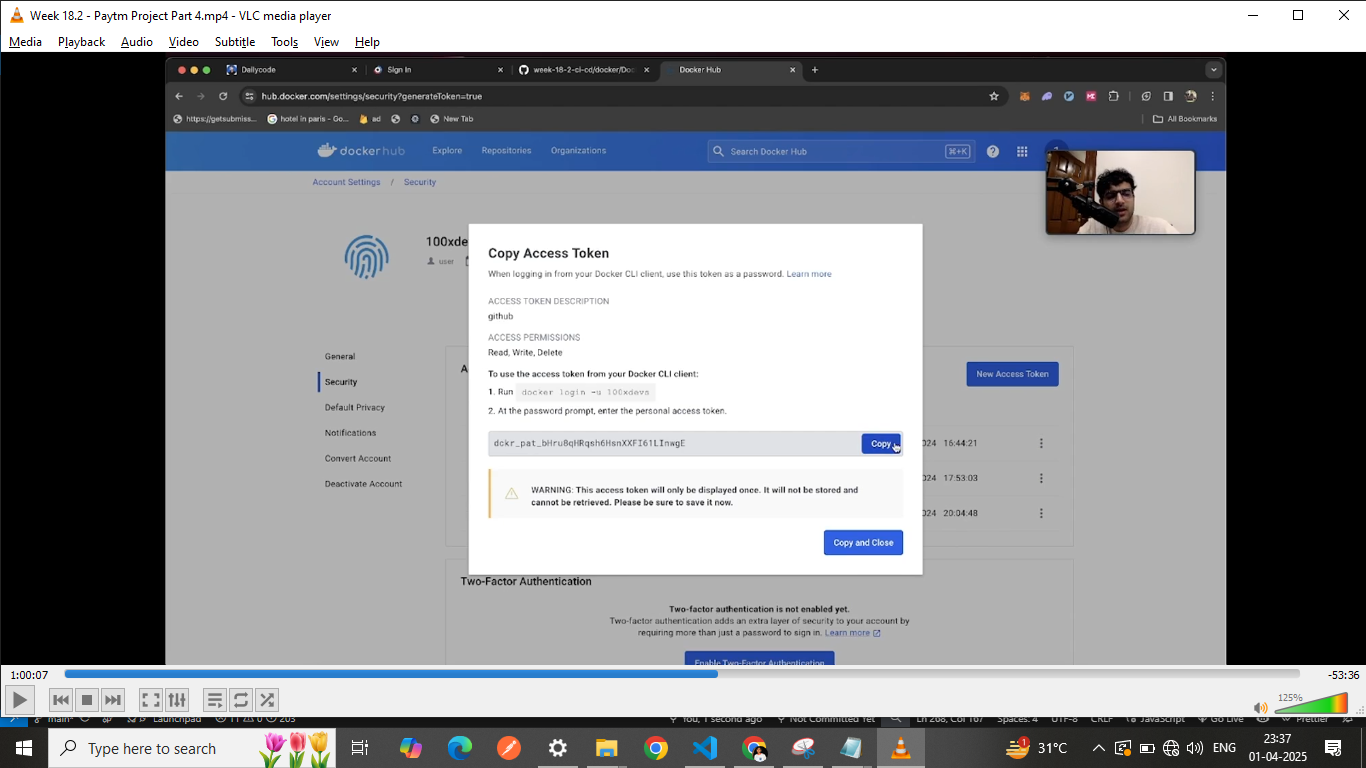 Week 18.2 - Paytm Project Part 4.mp4 - VLC media player
Media Playback Audio Video Subtitle Tools View Help
Dailycode
Sign In
week-18-2-ci-cd/docker/Doc
Docker Hub
hub.docker.com/settings/security?generateToken=true
https://getsubmiss...
hotel in paris - Go...
ad
New Tab
All Bookmarks
dockerhub
Explore
Repositories
Organizations
Search Docker Hub
⌘+K
Account Settings / Security
100xde
user
General
Security
Default Privacy
Notifications
Convert Account
Deactivate Account
New Access Token
Copy Access Token
When logging in from your Docker CLI client, use this token as a password. Learn more
ACCESS TOKEN DESCRIPTION
github
ACCESS PERMISSIONS
Read, Write, Delete
To use the access token from your Docker CLI client:
1. Run docker login -u 100xdevs
2. At the password prompt, enter the personal access token.
dckr_pat_bHru8qHRqsh6HsnXXFI61LInwgE
Copy
WARNING: This access token will only be displayed once. It will not be stored and
cannot be retrieved. Please be sure to save it now.
Copy and Close
024 16:44:21
024 17:53:03
024 20:04:48
Two-Factor Authentication
Two-factor authentication is not enabled yet.
Two-factor authentication adds an extra layer of security to your account by
requiring more than just a password to sign in. Learn more
Enable Two-Factor Authentication
1:00:07
-53:36
125%
main* Launchpad 11 0 203
You, 1 second ago Not Committed Yet Ln 268, Col 167 Spaces: 4 UTF-8 CRLF JavaScript Go Live Prettier
Type here to search
31°C
ENG
23:37
01-04-2025